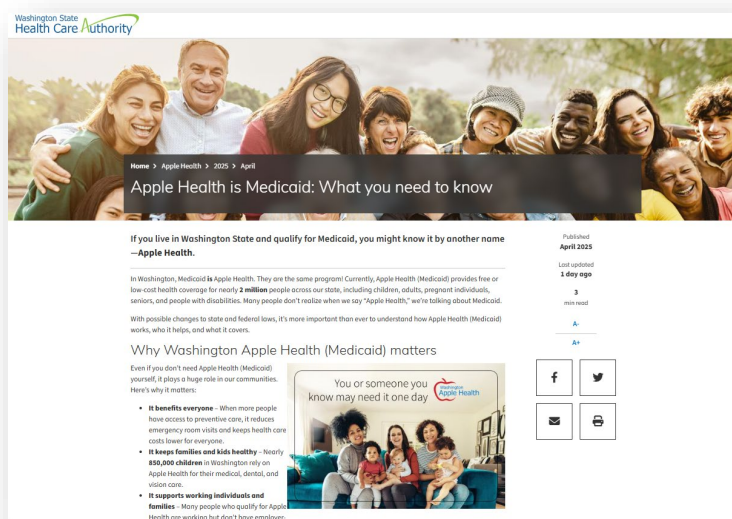 Washington State
Health Care Authority
Home > Apple Health > 2025 > April
Apple Health is Medicaid: What you need to know
If you live in Washington State and qualify for Medicaid, you might know it by another name
—Apple Health.
In Washington, Medicaid is Apple Health. They are the same program! Currently, Apple Health (Medicaid) provides free or
low-cost health coverage for nearly 2 million people across our state, including children, adults, pregnant individuals,
seniors, and people with disabilities. Many people don't realize when we say "Apple Health," we're talking about Medicaid.
With possible changes to state and federal laws, it's more important than ever to understand how Apple Health (Medicaid)
works, who it helps, and what it covers.
Why Washington Apple Health (Medicaid) matters
Even if you don't need Apple Health (Medicaid)
yourself, it plays a huge role in our communities.
Here's why it matters:
• It benefits everyone – When more people
have access to preventive care, it reduces
emergency room visits and keeps health care
costs lower for everyone.
• It keeps families and kids healthy – Nearly
850,000 children in Washington rely on
Apple Health for their medical, dental, and
vision care.
• It supports working individuals and
families – Many people who qualify for Apple
Health are working but don't have employer-
You or someone you
know may need it one day
Washington
Apple Health
Published
April 2025
Last updated
1 day ago
3
min read
A-
A+